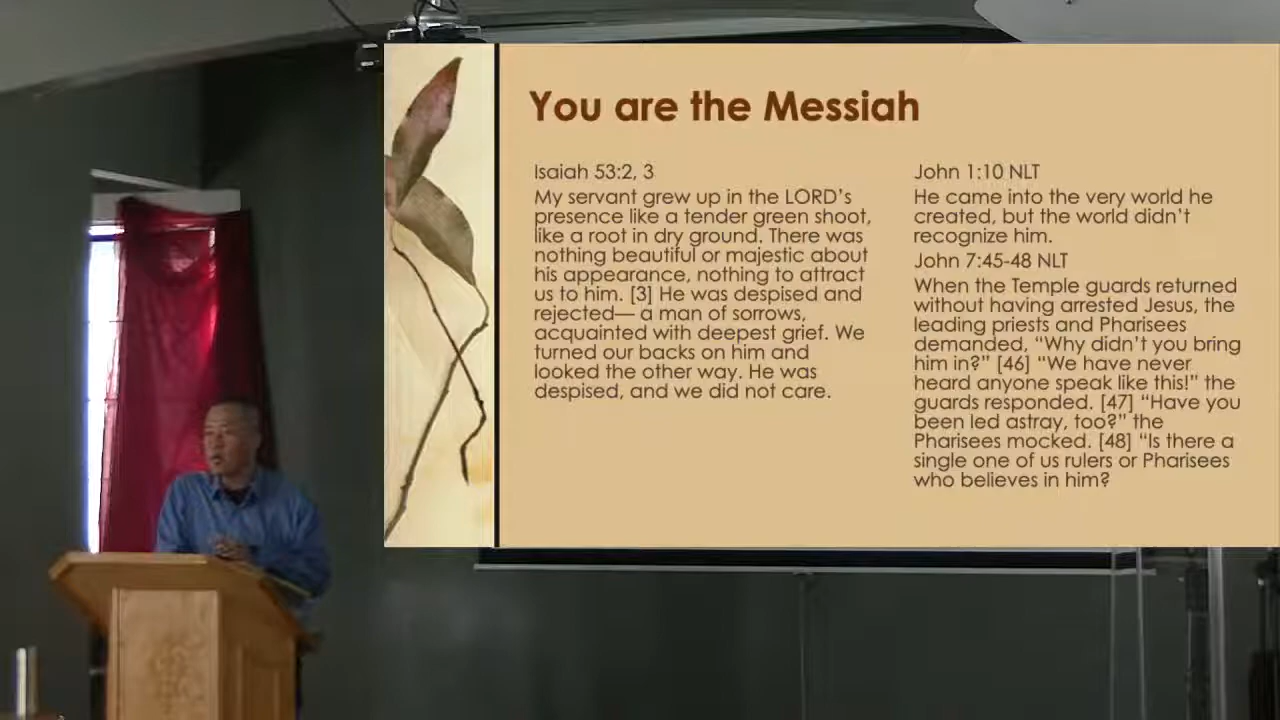 You are the Messiah
Isaiah 53:2, 3
My servant grew up in the LORD’s
presence like a tender green shoot,
like a root in dry ground. There was
nothing beautiful or majestic about
his appearance, nothing to attract
us to him. [3] He was despised and
rejected— a man of sorrows,
acquainted with deepest grief. We
turned our backs on him and
looked the other way. He was
despised, and we did not care.
John 1:10 NLT
He came into the very world he
created, but the world didn’t
recognize him.
John 7:45-48 NLT
When the Temple guards returned
without having arrested Jesus, the
leading priests and Pharisees
demanded, “Why didn’t you bring
him in?” [46] “We have never
heard anyone speak like this!” the
guards responded. [47] “Have you
been led astray, too?” the
Pharisees mocked. [48] “Is there a
single one of us rulers or Pharisees
who believes in him?